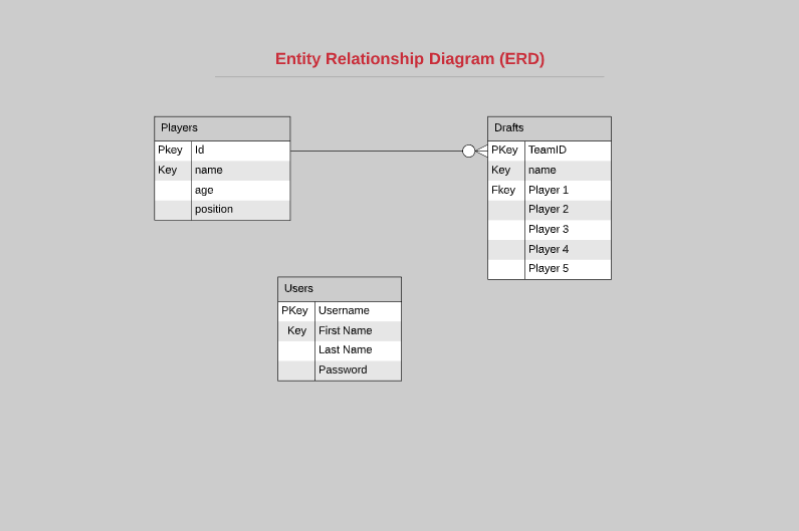 Entity Relationship Diagram (ERD)
Players
Pkey Id
Key name
age
position
Drafts
PKey TeamID
Key name
Fkey Player 1
Player 2
Player 3
Player 4
Player 5
Users
PKey Username
Key First Name
Last Name
Password